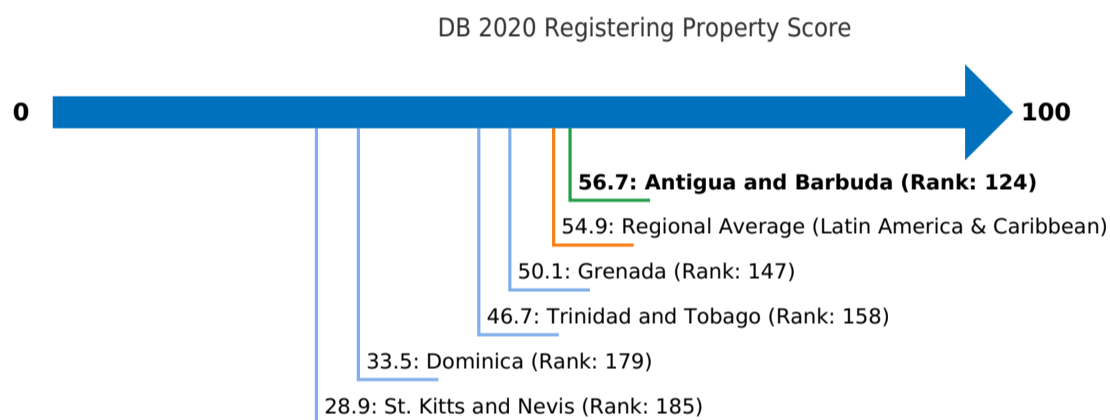 DB 2020 Registering Property Score
0
100
56.7: Antigua and Barbuda (Rank: 124)
54.9: Regional Average (Latin America & Caribbean)
50.1: Grenada (Rank: 147)
46.7: Trinidad and Tobago (Rank: 158)
33.5: Dominica (Rank: 179)
28.9: St. Kitts and Nevis (Rank: 185)